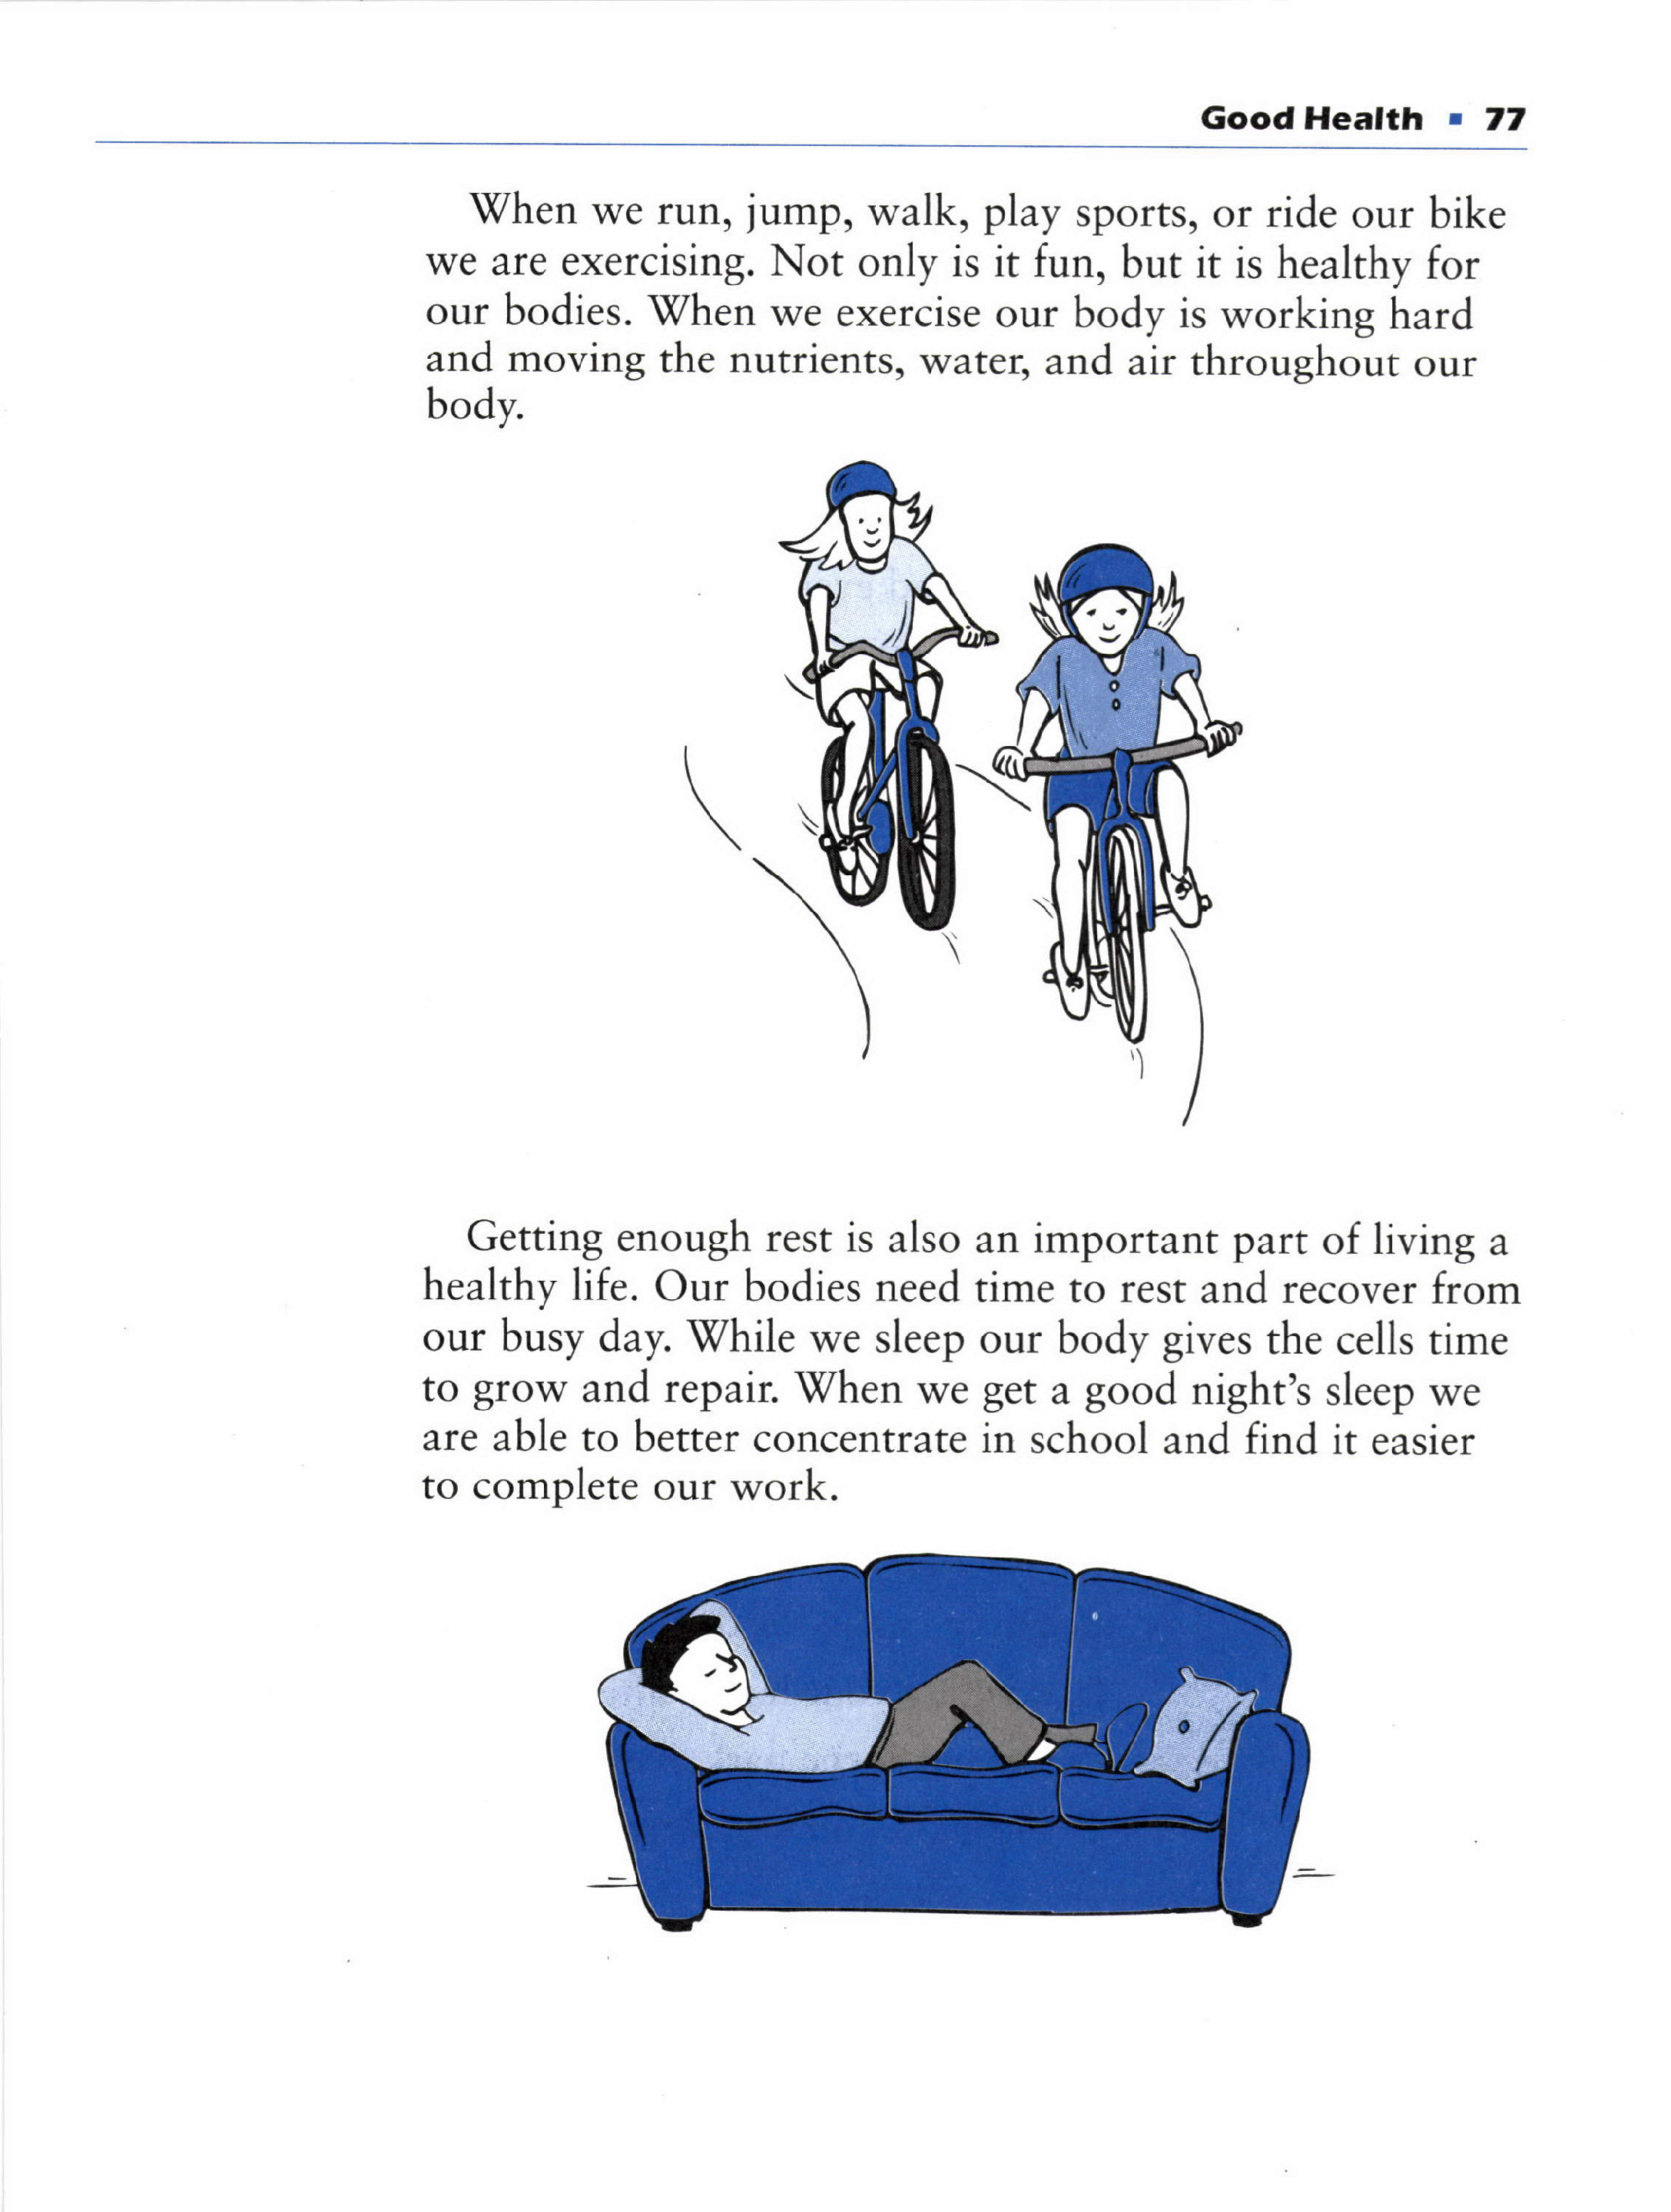 Good Health ▪ 77
When we run, jump, walk, play sports, or ride our bike
we are exercising. Not only is it fun, but it is healthy for
our bodies. When we exercise our body is working hard
and moving the nutrients, water, and air throughout our
body.
Getting enough rest is also an important part of living a
healthy life. Our bodies need time to rest and recover from
our busy day. While we sleep our body gives the cells time
to grow and repair. When we get a good night’s sleep we
are able to better concentrate in school and find it easier
to complete our work.